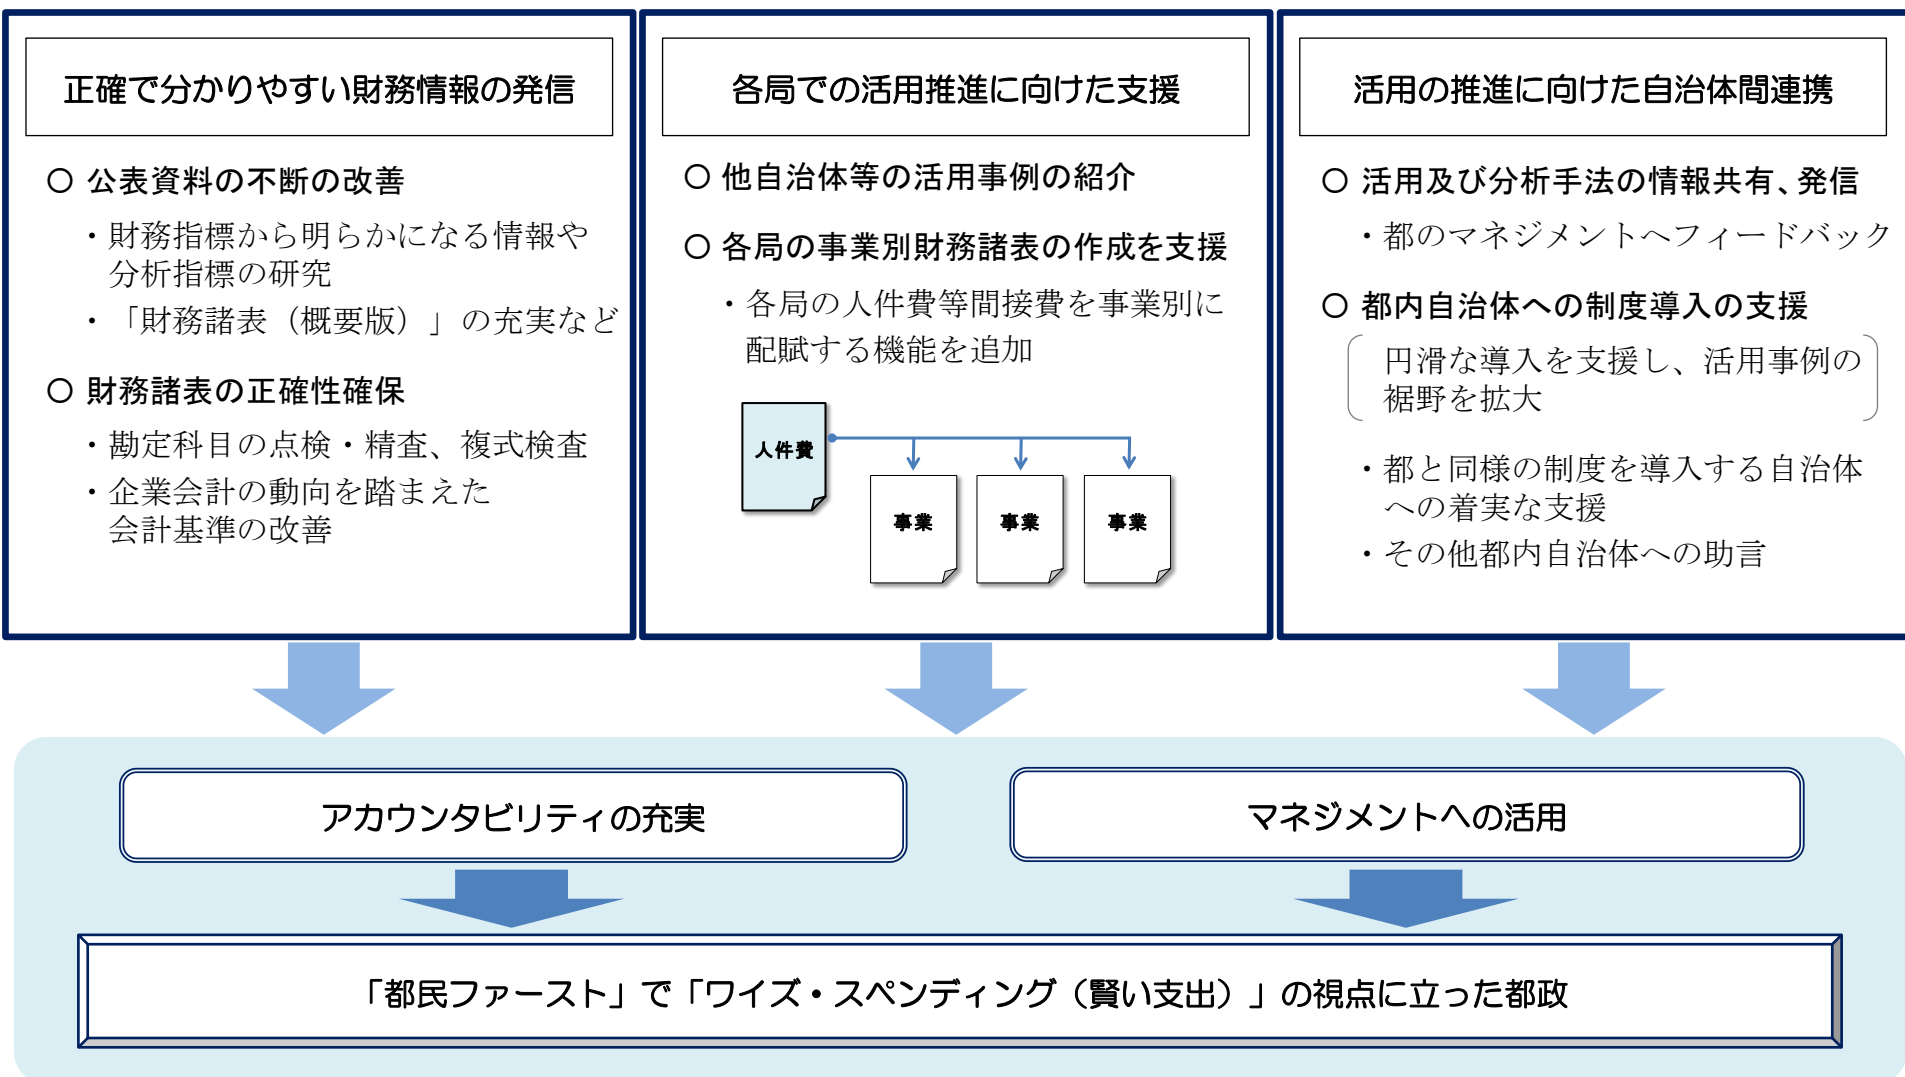 正確で分かりやすい財務情報の発信
〇 公表資料の不断の改善
・財務指標から明らかになる情報や
分析指標の研究
・「財務諸表（概要版）」の充実など
〇 財務諸表の正確性確保
・勘定科目の点検・精査、複式検査
・企業会計の動向を踏まえた
会計基準の改善
各局での活用推進に向けた支援
〇 他自治体等の活用事例の紹介
〇 各局の事業別財務諸表の作成を支援
・各局の人件費等間接費を事業別に
配賦する機能を追加
人件費
事業
事業
事業
活用の推進に向けた自治体間連携
〇 活用及び分析手法の情報共有、発信
・都のマネジメントへフィードバック
〇 都内自治体への制度導入の支援
円滑な導入を支援し、活用事例の
裾野を拡大
・都と同様の制度を導入する自治体
への着実な支援
・その他都内自治体への助言
アカウンタビリティの充実
マネジメントへの活用
「都民ファースト」で「ワイズ・スペンディング（賢い支出）」の視点に立った都政